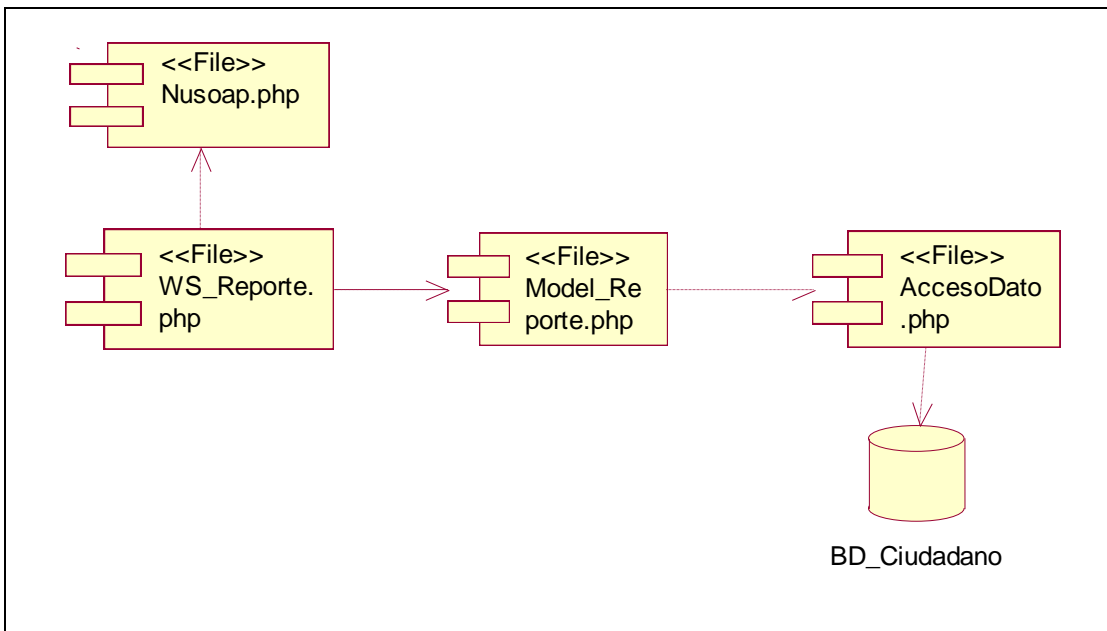 <<File>>
Nusoap.php
<<File>>
WS_Reporte.
php
<<File>>
Model_Re
porte.php
<<File>>
AccesoDato
.php
BD_Ciudadano